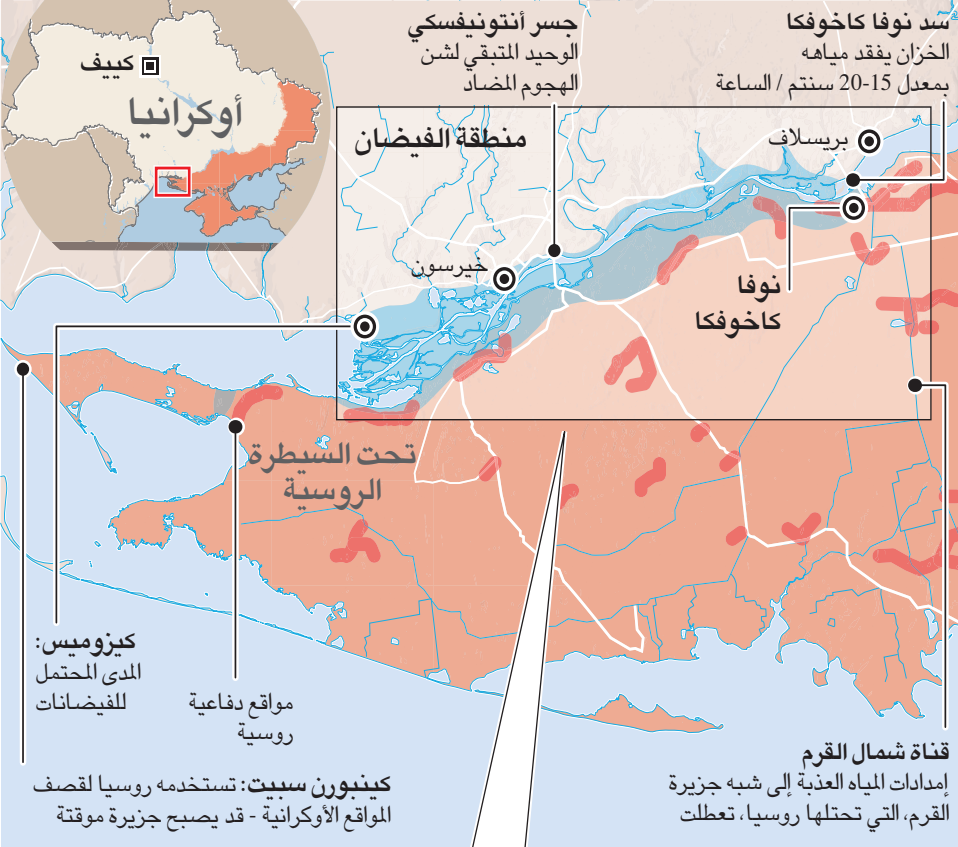 سد نوفا كاخوفكا
الخزان يفقد مياهه
بمعدل 15-20 سنتم / الساعة
جسر أنتونيفسكي
الوحيد المتبقي لشن
الهجوم المضاد
كييف
أوكرانيا
منطقة الفيضان
بريسلاف
خيرسون
نوفا
كاخوفكا
تحت السيطرة
الروسية
كيزوميس:
المدى المحتمل
للفيضانات
مواقع دفاعية
روسية
قناة شمال القرم
إمدادات المياه العذبة إلى شبه جزيرة
القرم، التي تحتلها روسيا، تعطلت
كينبورن سبيت: تستخدمه روسيا لقصف
المواقع الأوكرانية - قد يصبح جزيرة موقتة